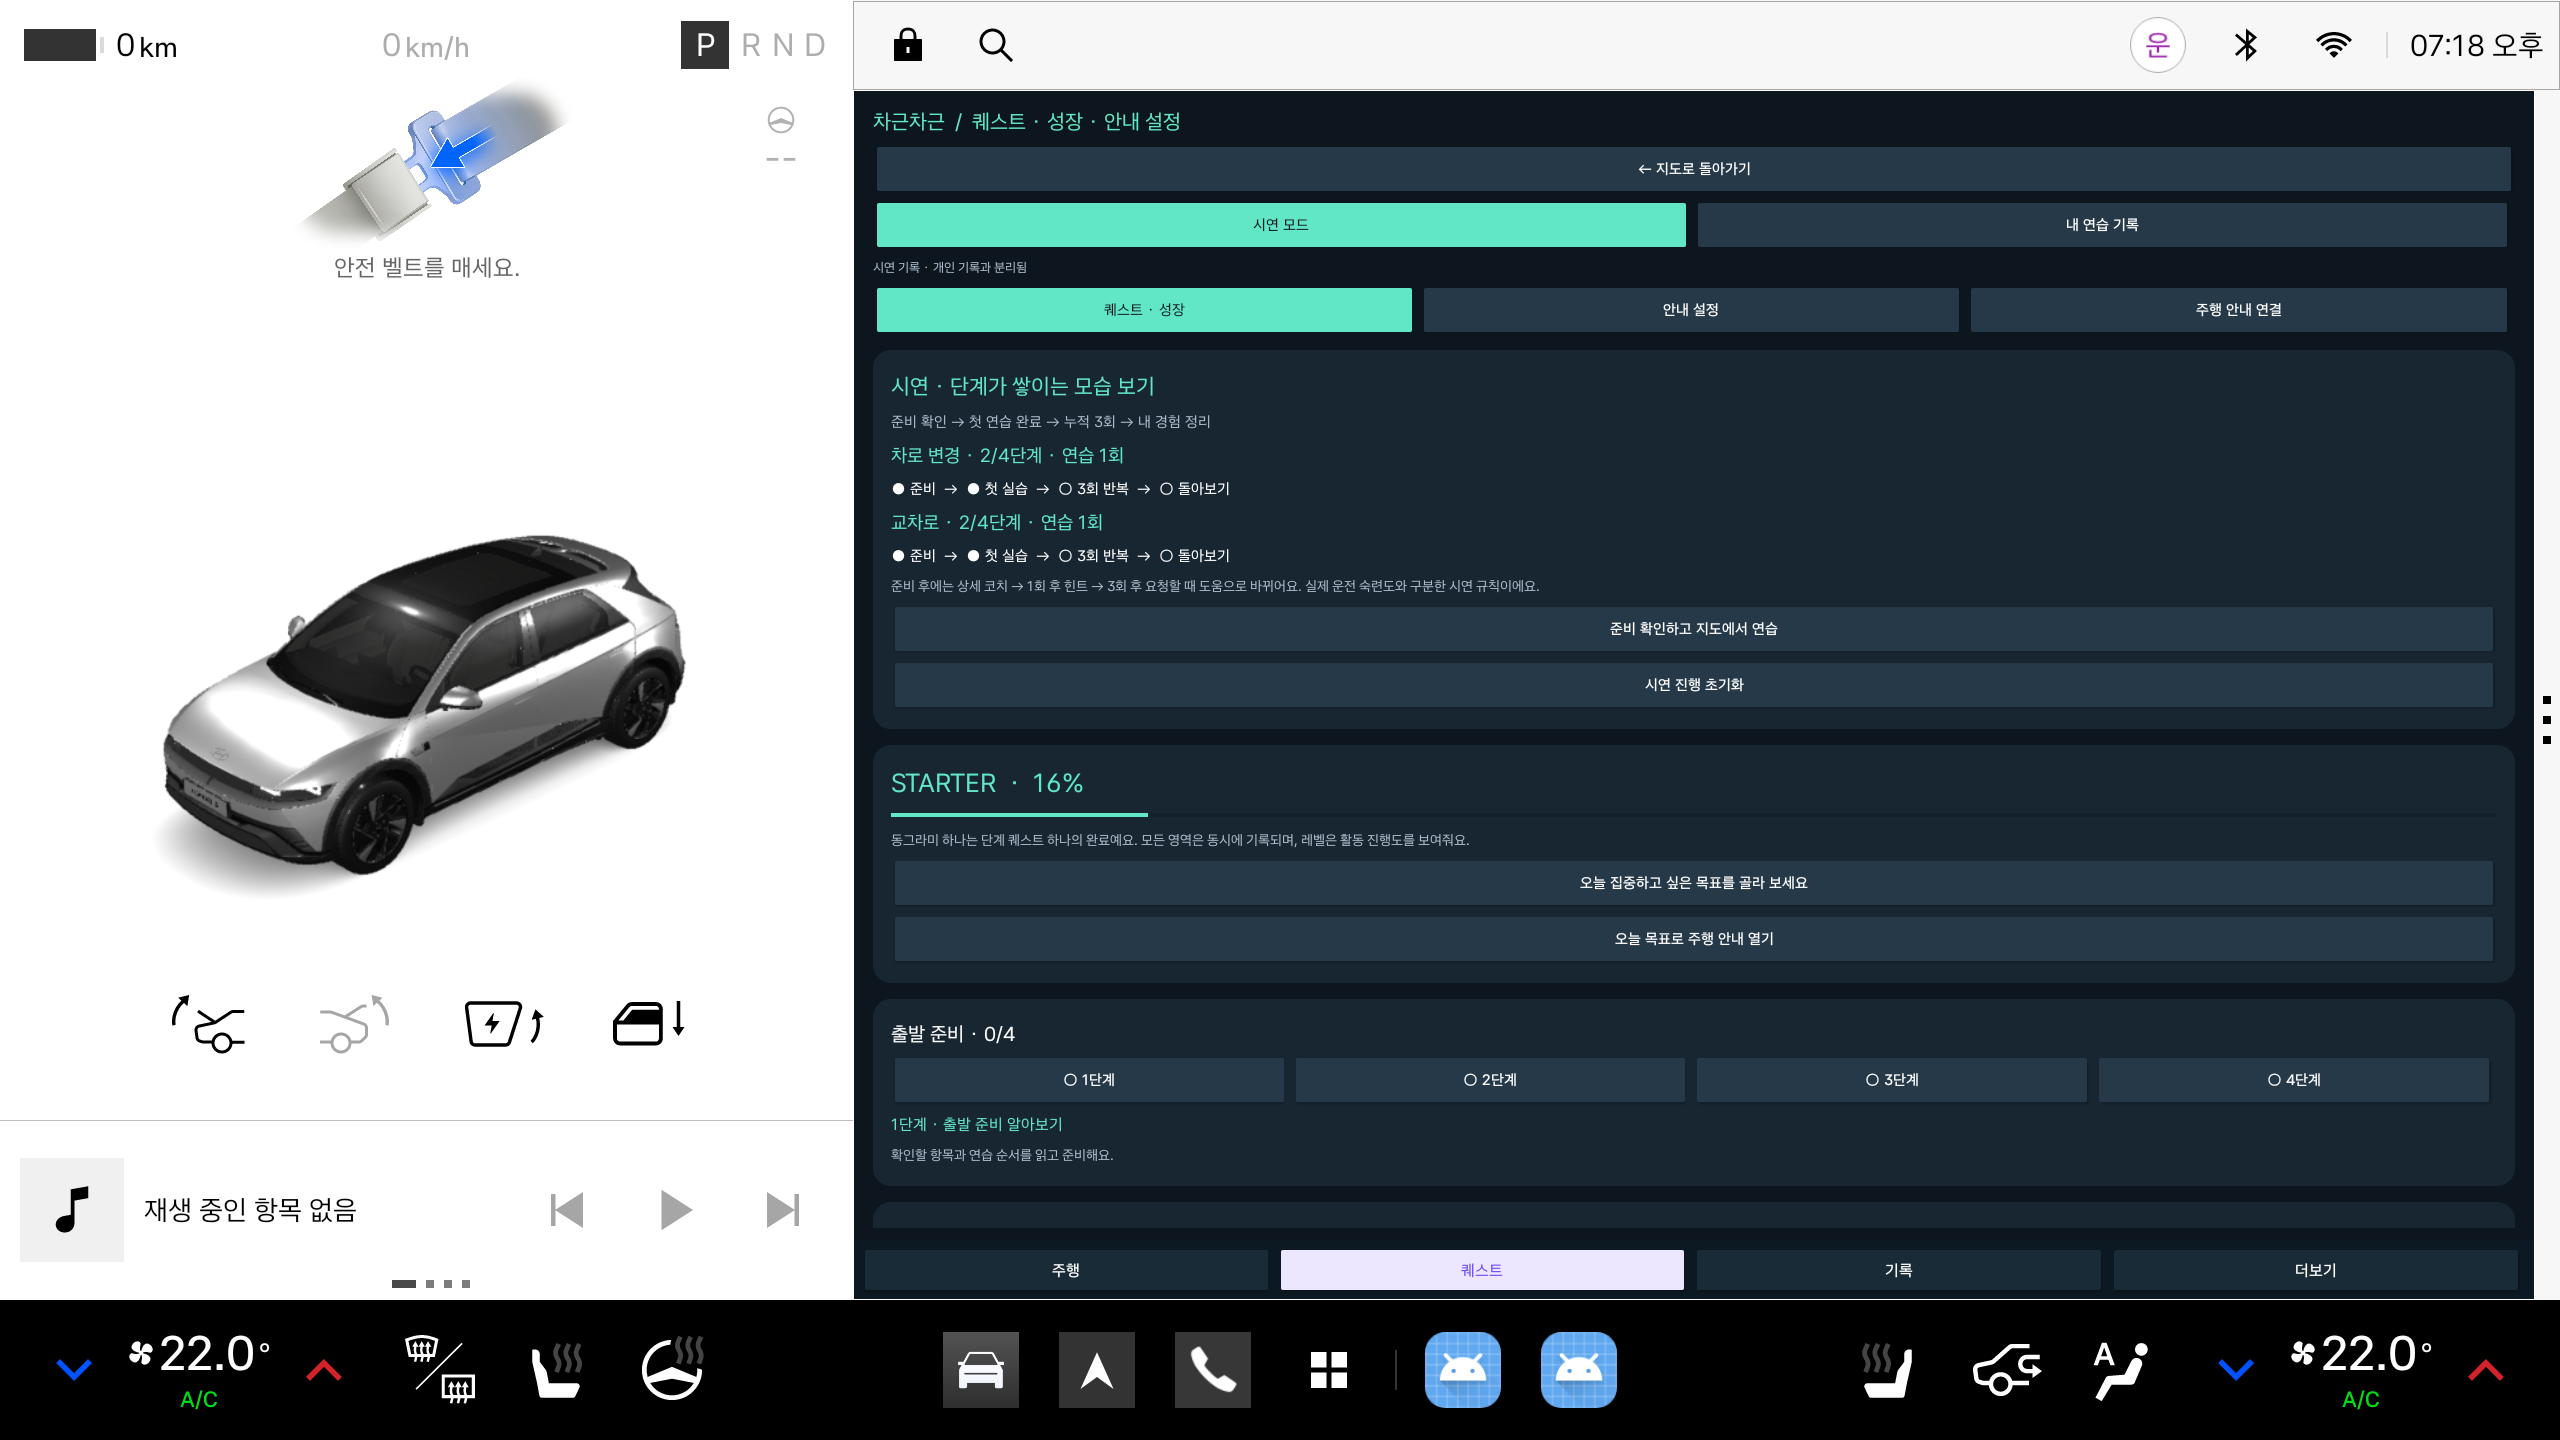 0 km
0 km/h
P R N D
안전 벨트를 매세요.
재생 중인 항목 없음
운
07:18 오후
차근차근 / 퀘스트 · 성장 · 안내 설정
← 지도로 돌아가기
시연 모드
내 연습 기록
시연 기록 · 개인 기록과 분리됨
퀘스트 · 성장
안내 설정
주행 안내 연결
시연 · 단계가 쌓이는 모습 보기
준비 확인 → 첫 연습 완료 → 누적 3회 → 내 경험 정리
차로 변경 · 2/4단계 · 연습 1회
● 준비 → ● 첫 실습 → ○ 3회 반복 → ○ 돌아보기
교차로 · 2/4단계 · 연습 1회
● 준비 → ● 첫 실습 → ○ 3회 반복 → ○ 돌아보기
준비 후에는 상세 코치 → 1회 후 힌트 → 3회 후 요청할 때 도움으로 바뀌어요. 실제 운전 숙련도와 구분한 시연 규칙이에요.
준비 확인하고 지도에서 연습
시연 진행 초기화
STARTER · 16%
동그라미 하나는 단계 퀘스트 하나의 완료예요. 모든 영역은 동시에 기록되며, 레벨은 활동 진행도를 보여줘요.
오늘 집중하고 싶은 목표를 골라 보세요
오늘 목표로 주행 안내 열기
출발 준비 · 0/4
○ 1단계
○ 2단계
○ 3단계
○ 4단계
1단계 · 출발 준비 알아보기
확인할 항목과 연습 순서를 읽고 준비해요.
주행
퀘스트
기록
더보기
22.0°
A/C
A
22.0°
A/C